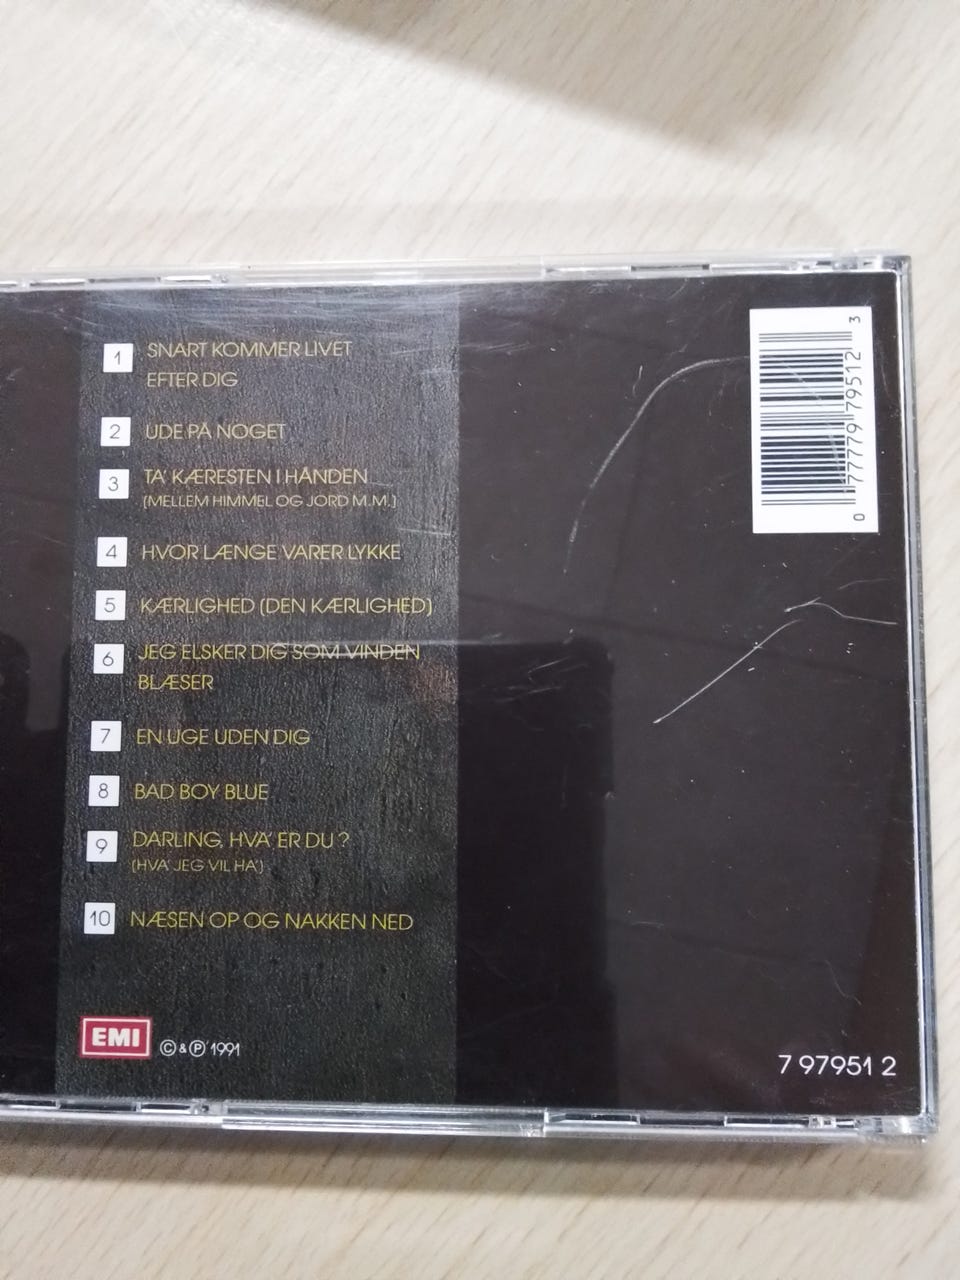 1 SNART KOMMER LIVET
EFTER DIG
2 UDE PÅ NOGET
3 TA' KÆRESTEN I HÅNDEN
(MELLEM HIMMEL OG JORD M.M.)
4 HVOR LÆNGE VARER LYKKE
5 KÆRLIGHED (DEN KÆRLIGHED)
6 JEG ELSKER DIG SOM VINDEN
BLÆSER
7 EN UGE UDEN DIG
8 BAD BOY BLUE
9 DARLING, HVA' ER DU?
(HVA' JEG VIL HA')
10 NÆSEN OP OG NAKKEN NED
EMI © & ℗ 1991
0 77779 79512 3
7 97951 2